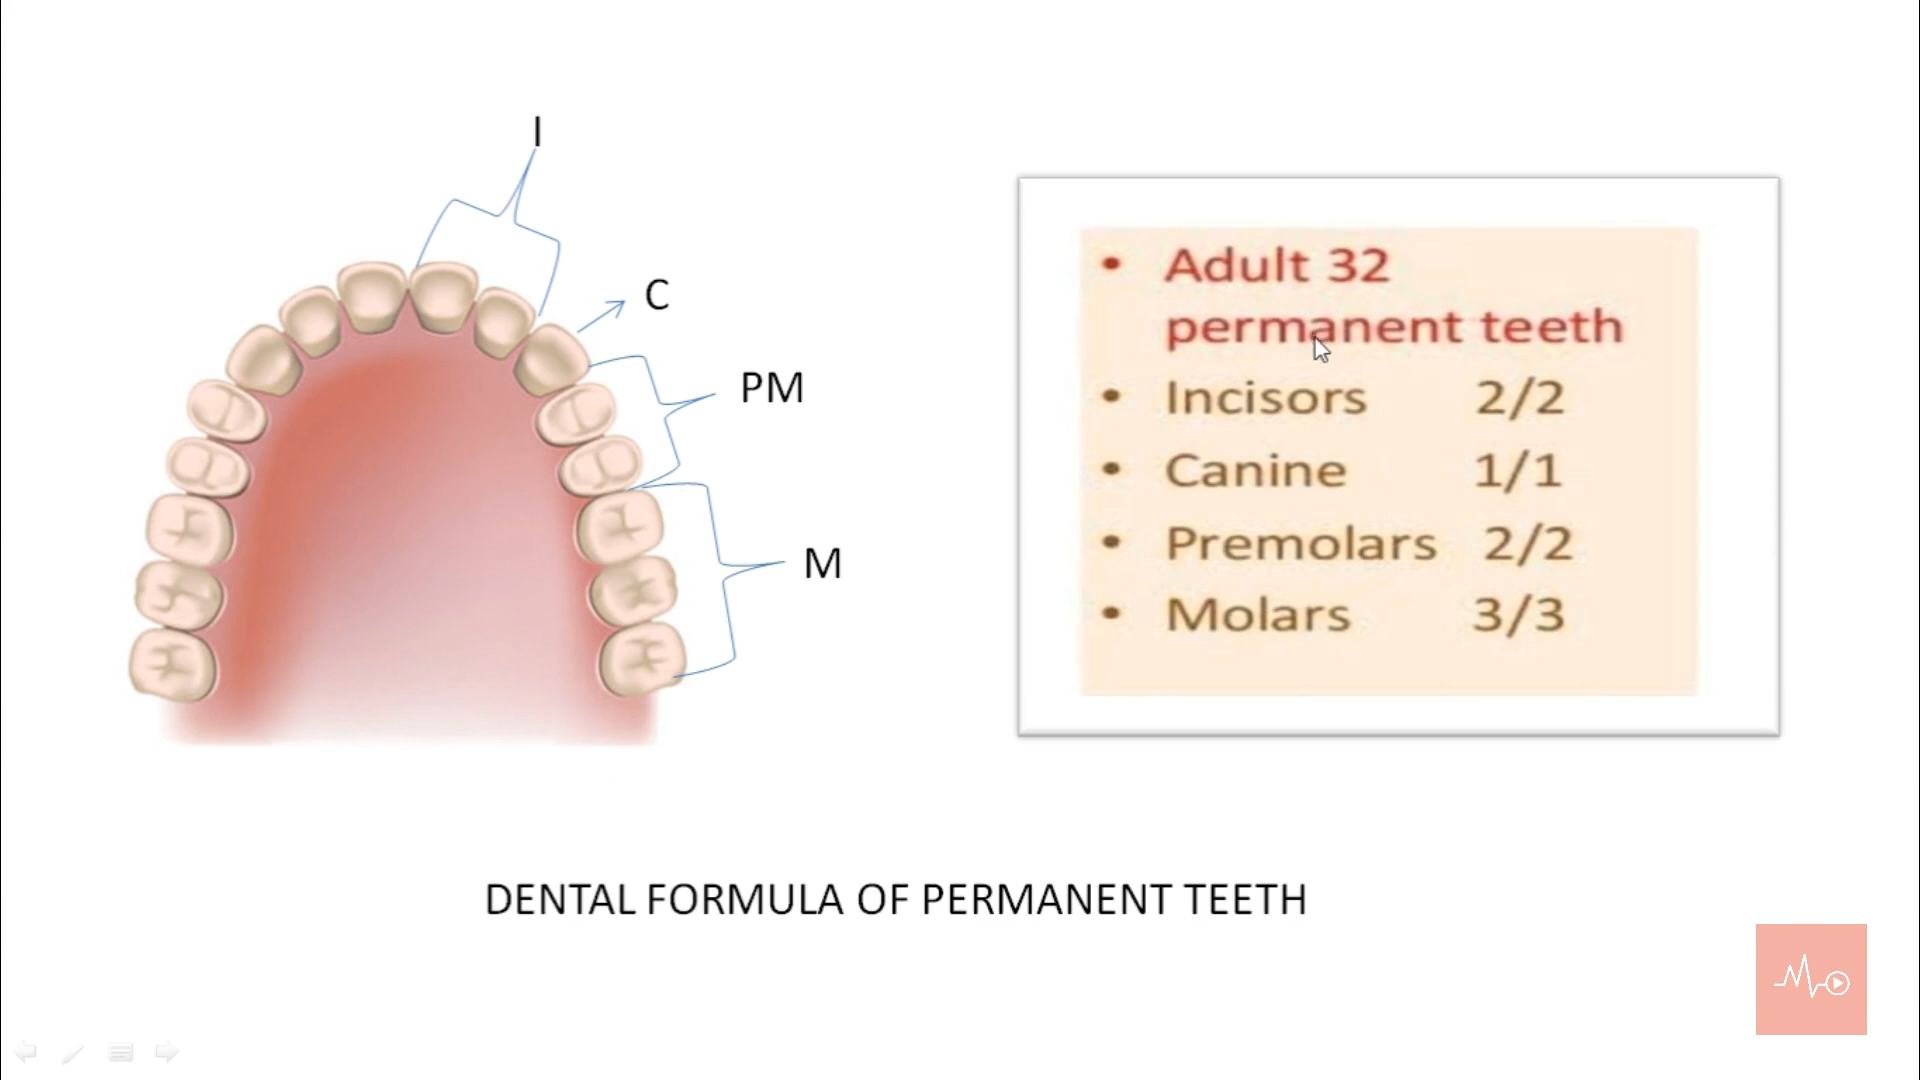 I
C
PM
M
• Adult 32
permanent teeth
• Incisors 2/2
• Canine 1/1
• Premolars 2/2
• Molars 3/3
DENTAL FORMULA OF PERMANENT TEETH